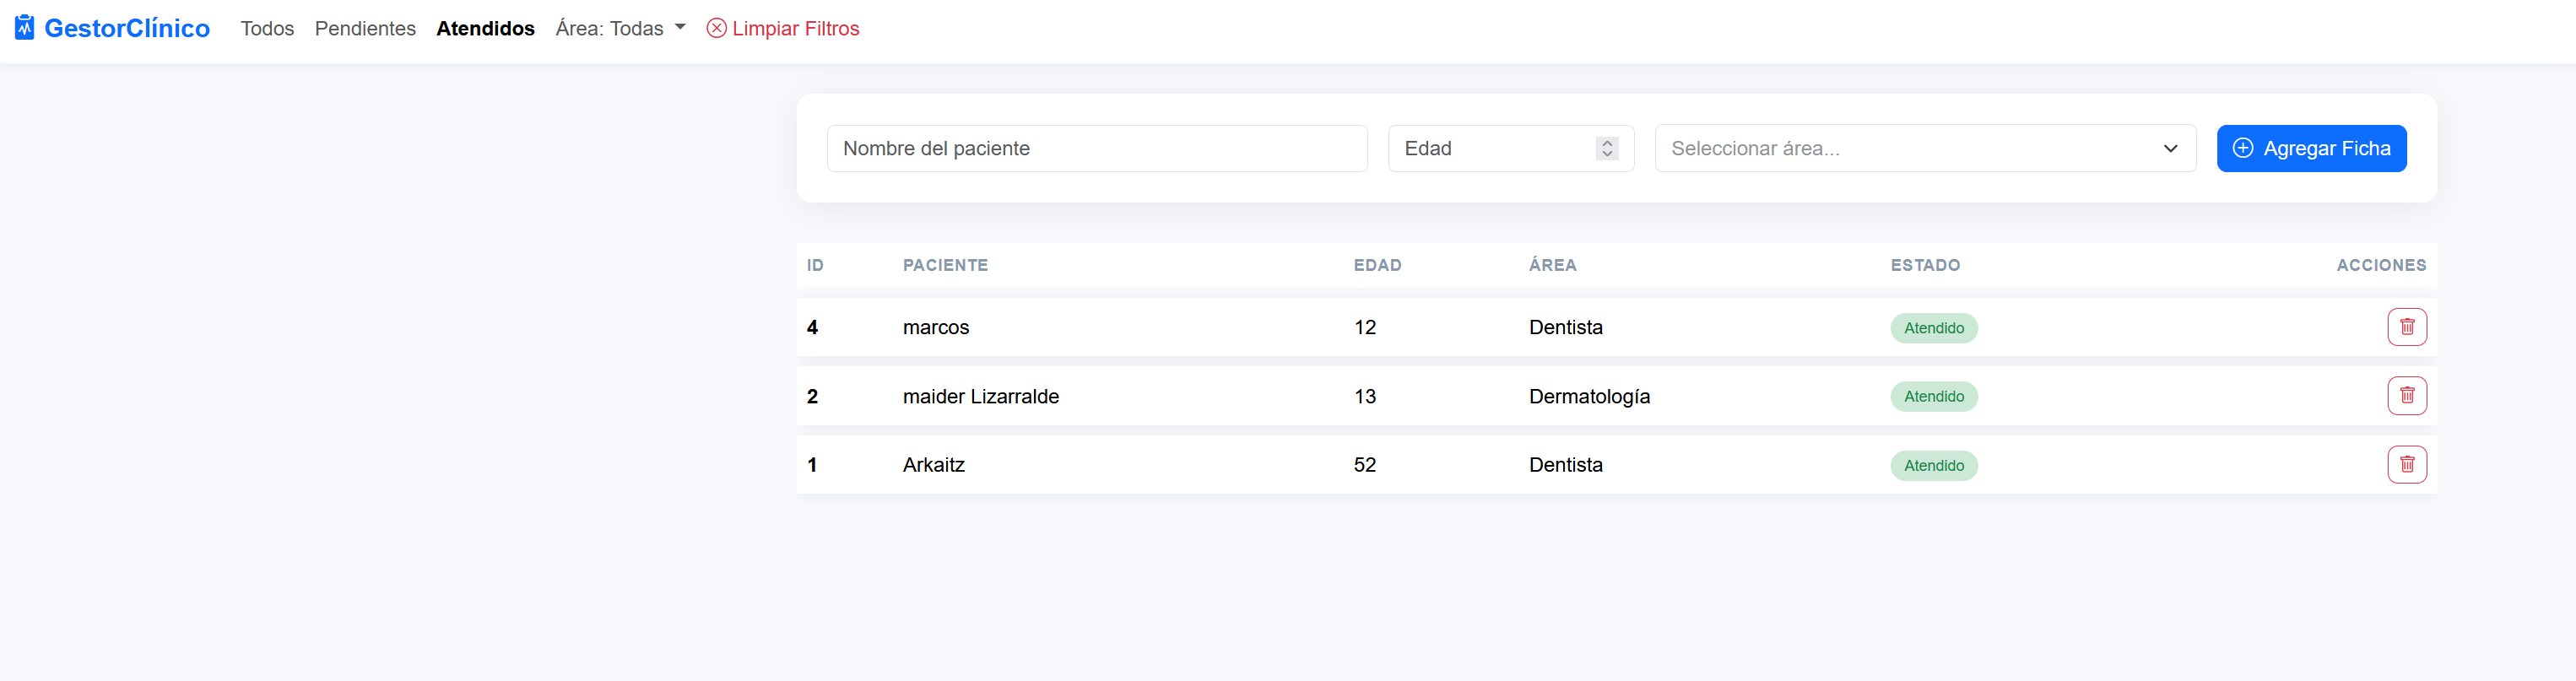 GestorClínico Todos Pendientes Atendidos Área: Todas Limpiar Filtros
Nombre del paciente Edad Seleccionar área... Agregar Ficha
ID PACIENTE EDAD ÁREA ESTADO ACCIONES
4 marcos 12 Dentista Atendido
2 maider Lizarralde 13 Dermatología Atendido
1 Arkaitz 52 Dentista Atendido